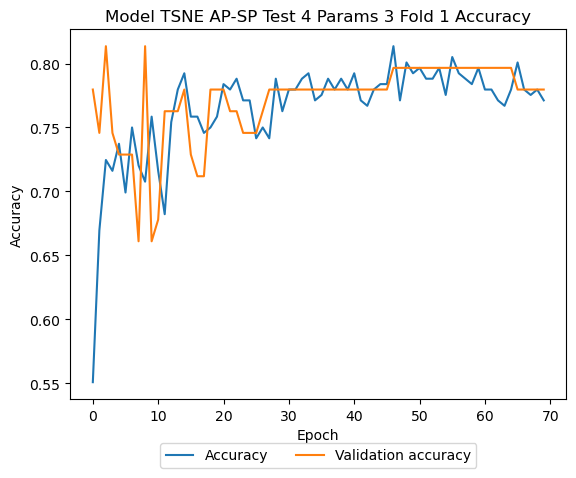 Model TSNE AP-SP Test 4 Params 3 Fold 1 Accuracy
Accuracy
0.80
0.75
0.70
0.65
0.60
0.55
0 10 20 30 40 50 60 70
Epoch
Accuracy Validation accuracy